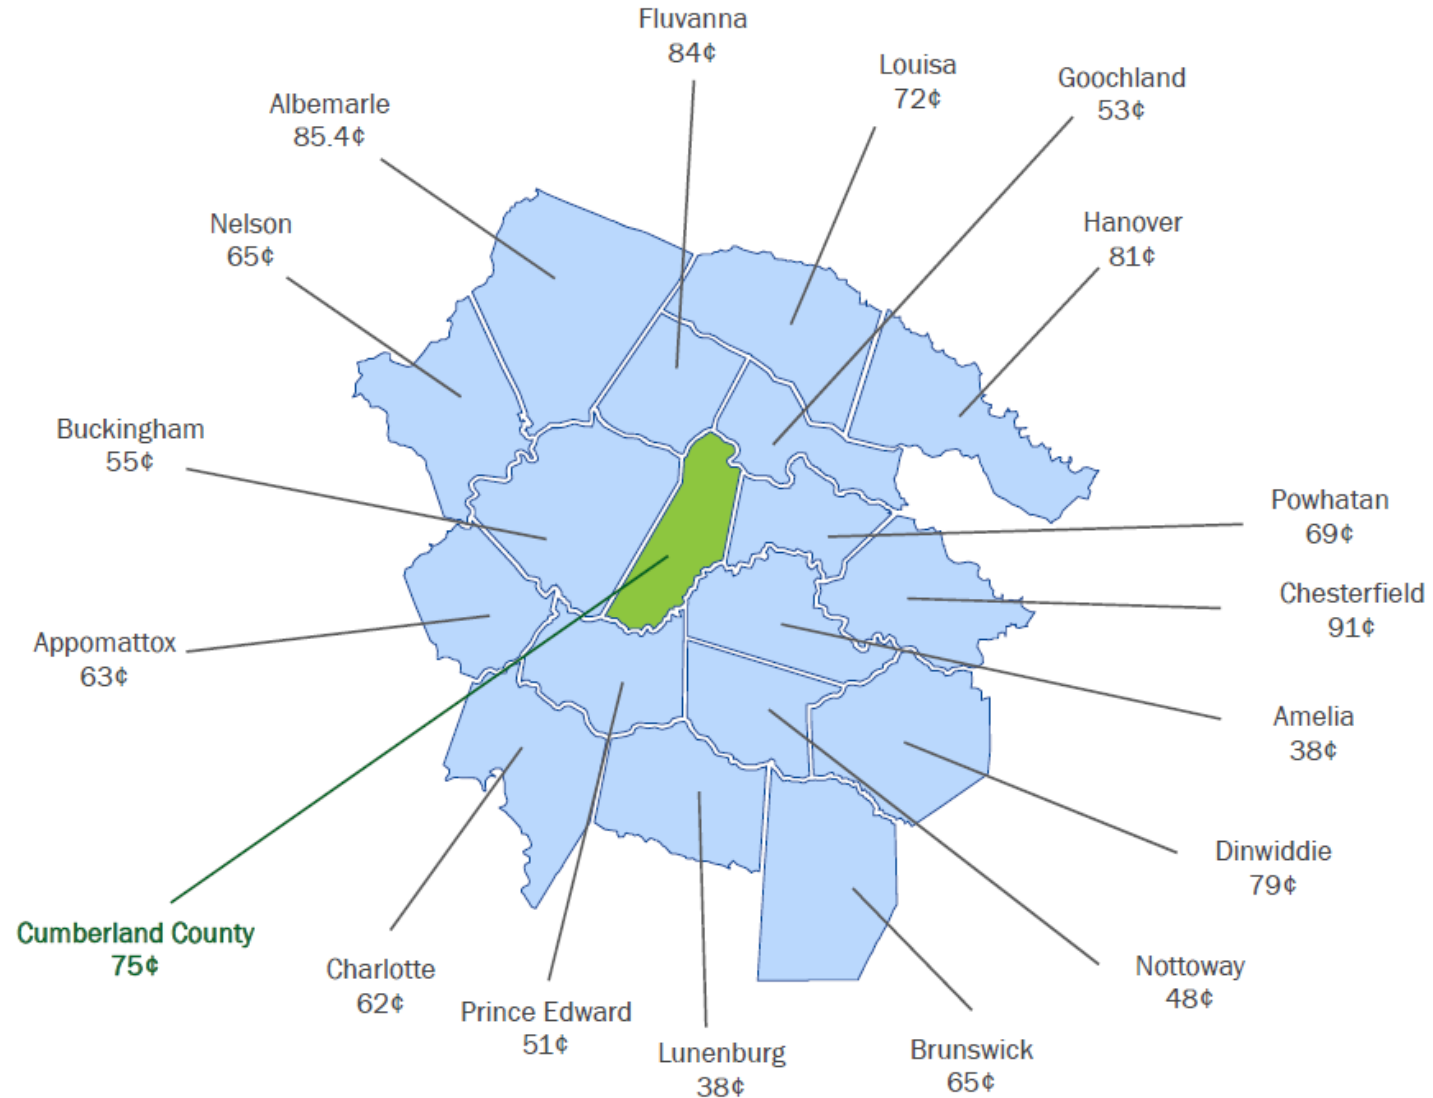 Fluvanna
84¢
Louisa
72¢
Goochland
53¢
Albemarle
85.4¢
Nelson
65¢
Hanover
81¢
Buckingham
55¢
Powhatan
69¢
Chesterfield
91¢
Appomattox
63¢
Amelia
38¢
Dinwiddie
79¢
Cumberland County
75¢
Charlotte
62¢
Prince Edward
51¢
Lunenburg
38¢
Brunswick
65¢
Nottoway
48¢